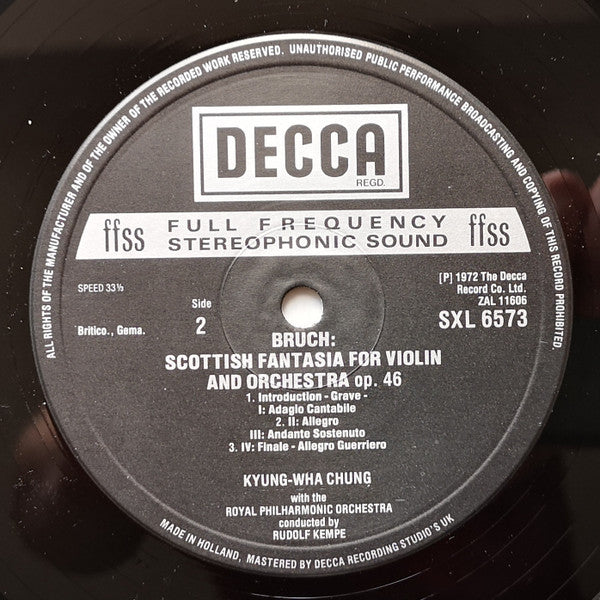 ALL RIGHTS OF THE MANUFACTURER AND OF THE OWNER OF THE RECORDED WORK RESERVED. UNAUTHORISED PUBLIC PERFORMANCE BROADCASTING AND COPYING OF THIS RECORD PROHIBITED.
DECCA
REGD.
ffss FULL FREQUENCY ffss
STEREOPHONIC SOUND
SPEED 33⅓
[P] 1972 The Decca
Record Co. Ltd.
ZAL 11606
Side
2
SXL 6573
Britico., Gema.
BRUCH:
SCOTTISH FANTASIA FOR VIOLIN
AND ORCHESTRA op. 46
1. Introduction - Grave -
I: Adagio Cantabile
2. II: Allegro
III: Andante Sostenuto
3. IV: Finale - Allegro Guerriero
KYUNG-WHA CHUNG
with the
ROYAL PHILHARMONIC ORCHESTRA
conducted by
RUDOLF KEMPE
MADE IN HOLLAND, MASTERED BY DECCA RECORDING STUDIO'S UK